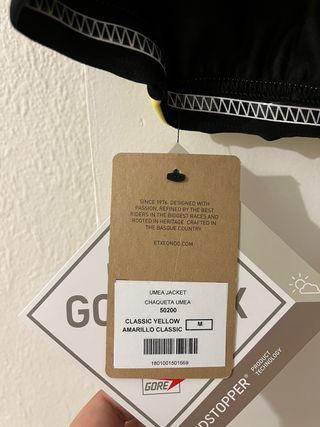 SINCE 1976. DESIGNED WITH
PASSION, REFINED BY THE BEST
RIDERS IN THE BIGGEST RACES AND
ROOTED IN HERITAGE. CRAFTED IN
THE BASQUE COUNTRY.
ETXEONDO.COM
UMEA JACKET
CHAQUETA UMEA
50200
CLASSIC YELLOW
AMARILLO CLASSIC
M
1801001501669
GO
X
GORE
DSTOPPER®
PRODUCT
TECHNOLOGY